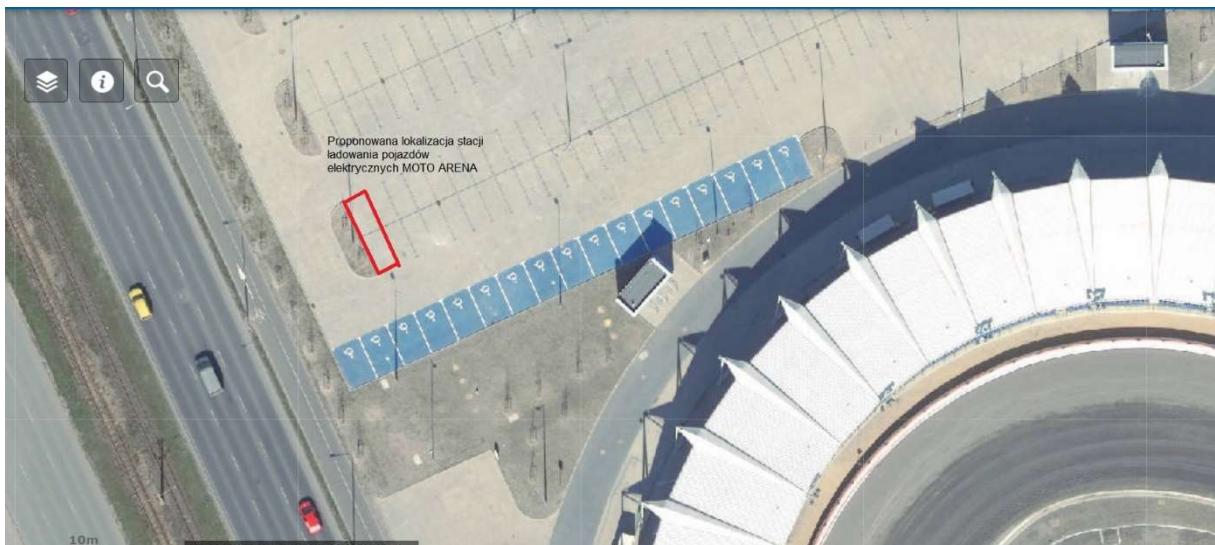 Proponowana lokalizacja stacji
ładowania pojazdów
elektrycznych MOTO ARENA
10m